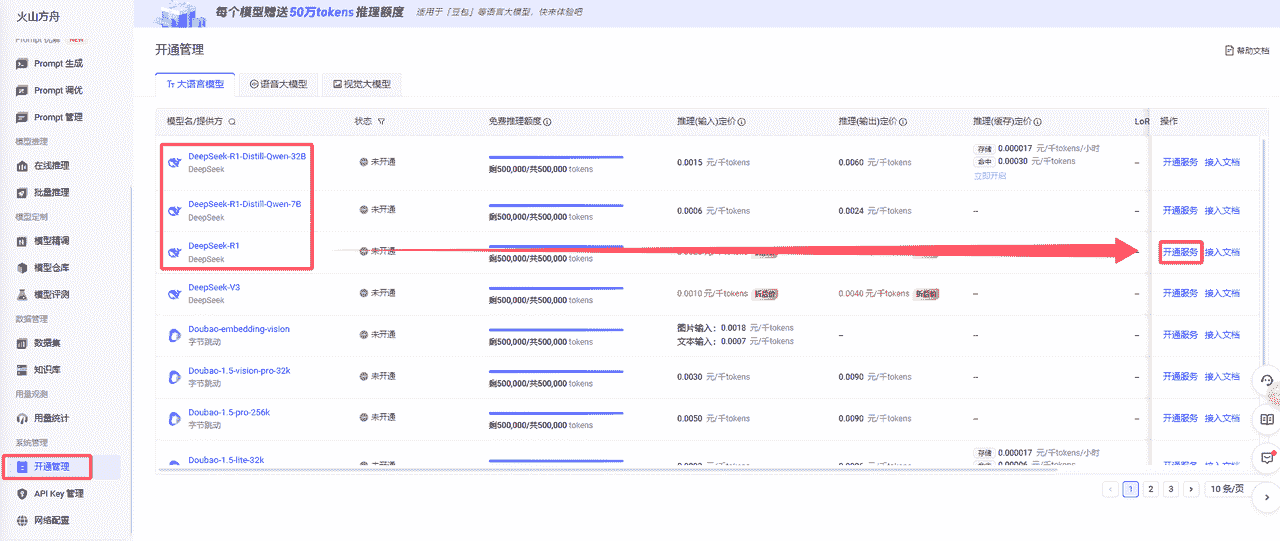 火山方舟
每个模型赠送50万tokens推理额度 适用于「豆包」等语言大模型，快来体验吧
NEW
Prompt 生成
Prompt 调优
Prompt 管理
模型推理
在线推理
批量推理
模型定制
模型精调
模型仓库
模型评测
数据管理
数据集
知识库
用量观测
用量统计
系统管理
开通管理
API Key 管理
网络配置
开通管理
帮助文档
大语言模型 语音大模型 视觉大模型
模型名/提供方 状态 免费推理额度 推理(输入)定价 推理(输出)定价 推理(缓存)定价 LoR 操作
DeepSeek-R1-Distill-Qwen-32B
DeepSeek
未开通
剩500,000/共500,000 tokens
0.0015 元/千tokens
0.0060 元/千tokens
存储 0.000017 元/千tokens/小时
命中 0.00030 元/千tokens
立即开启
–
开通服务 接入文档
DeepSeek-R1-Distill-Qwen-7B
DeepSeek
未开通
剩500,000/共500,000 tokens
0.0006 元/千tokens
0.0024 元/千tokens
--
–
开通服务 接入文档
DeepSeek-R1
DeepSeek
未开通
剩500,000/共500,000 tokens
开通服务 接入文档
DeepSeek-V3
DeepSeek
未开通
剩500,000/共500,000 tokens
0.0010 元/千tokens
0.0040 元/千tokens
--
–
开通服务 接入文档
Doubao-embedding-vision
字节跳动
未开通
剩500,000/共500,000 tokens
图片输入：0.0018 元/千tokens
文本输入：0.0007 元/千tokens
–
--
–
开通服务 接入文档
Doubao-1.5-vision-pro-32k
字节跳动
未开通
剩500,000/共500,000 tokens
0.0030 元/千tokens
0.0090 元/千tokens
--
–
开通服务 接入文档
Doubao-1.5-pro-256k
字节跳动
未开通
剩500,000/共500,000 tokens
0.0050 元/千tokens
0.0090 元/千tokens
--
–
开通服务 接入文档
Doubao-1.5-lite-32k
存储 0.000017 元/千tokens/小时
1 2 3 10 条/页